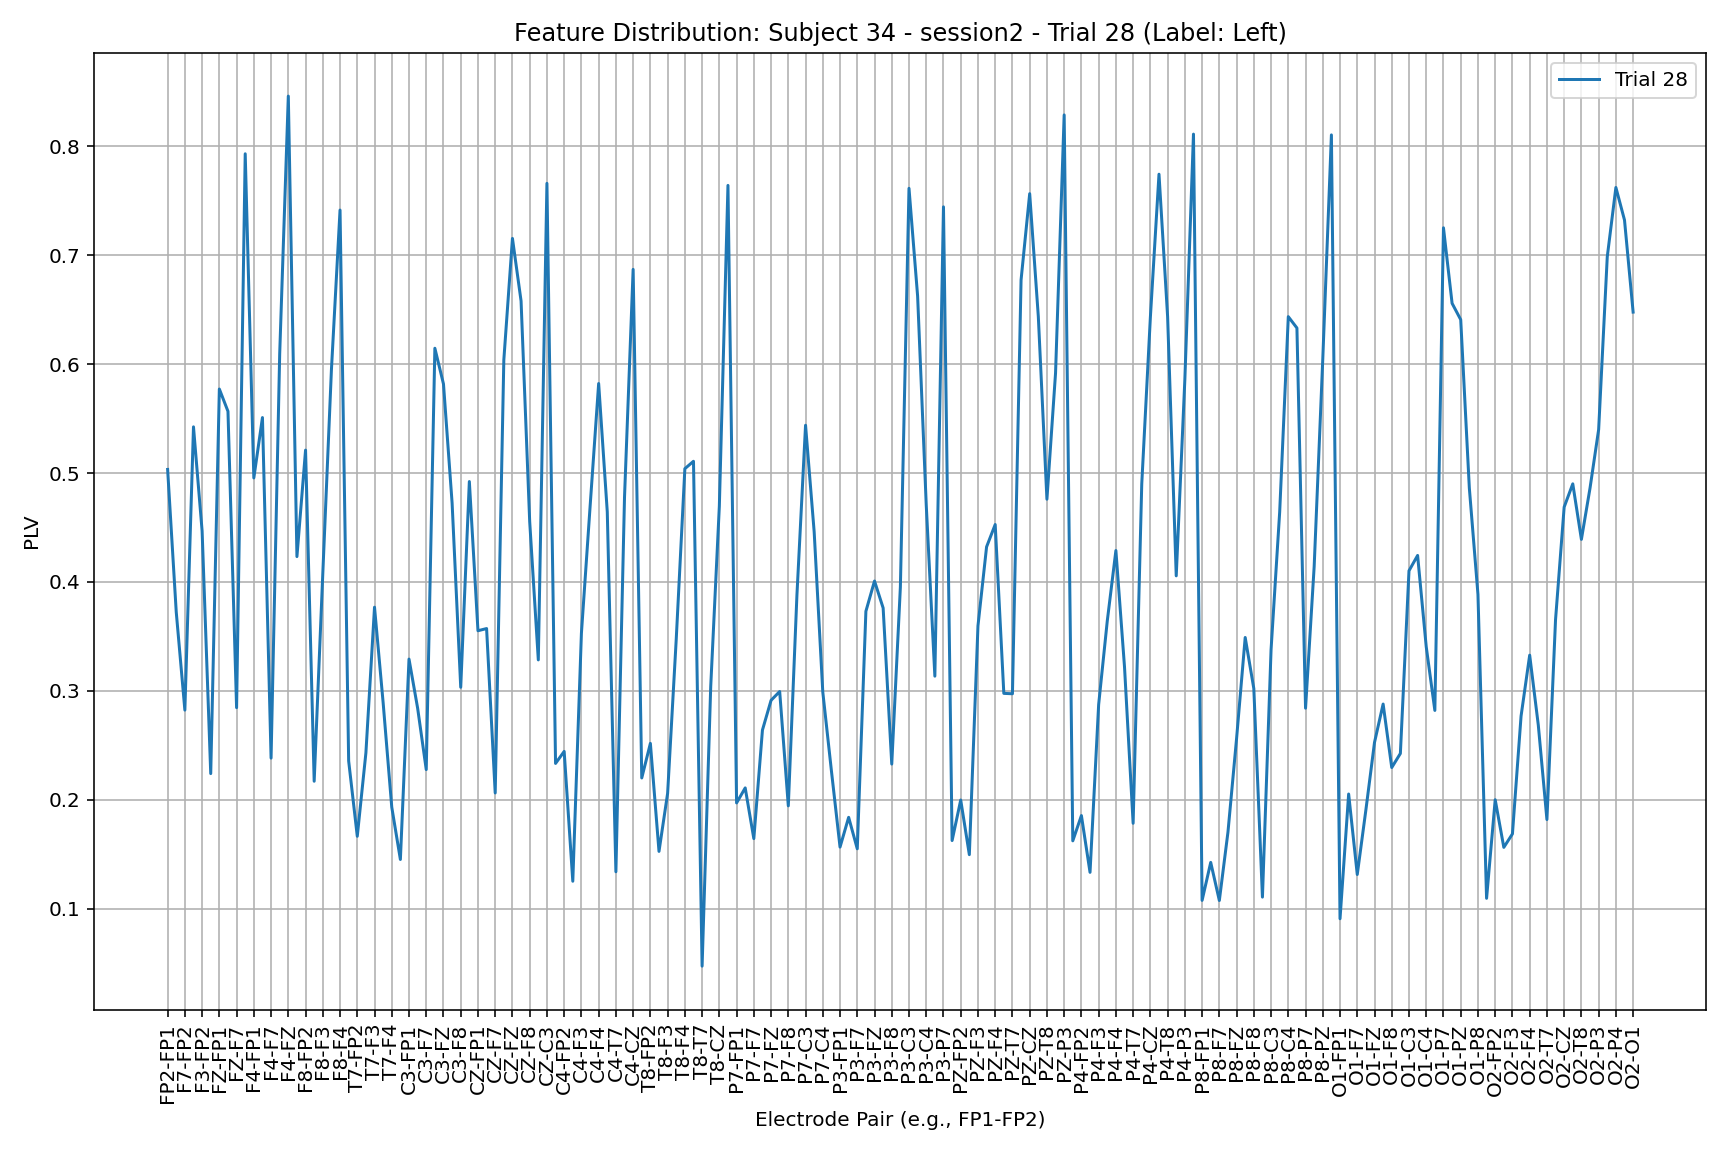 Feature Distribution: Subject 34 - session2 - Trial 28 (Label: Left)
Trial 28
PLV
0.8
0.7
0.6
0.5
0.4
0.3
0.2
0.1
FP2-FP1
F7-FP2
F3-FP2
FZ-FP1
FZ-F7
F4-FP1
F4-F7
F4-FZ
F8-FP2
F8-F3
F8-F4
T7-FP2
T7-F3
T7-F4
C3-FP1
C3-F7
C3-FZ
C3-F8
CZ-FP1
CZ-F7
CZ-FZ
CZ-F8
CZ-C3
C4-FP2
C4-F3
C4-F4
C4-T7
C4-CZ
T8-FP2
T8-F3
T8-F4
T8-T7
T8-CZ
P7-FP1
P7-F7
P7-FZ
P7-F8
P7-C3
P7-C4
P3-FP1
P3-F7
P3-FZ
P3-F8
P3-C3
P3-C4
P3-P7
PZ-FP2
PZ-F3
PZ-F4
PZ-T7
PZ-CZ
PZ-T8
PZ-P3
P4-FP2
P4-F3
P4-F4
P4-T7
P4-CZ
P4-T8
P4-P3
P8-FP1
P8-F7
P8-FZ
P8-F8
P8-C3
P8-C4
P8-P7
P8-PZ
O1-FP1
O1-F7
O1-FZ
O1-F8
O1-C3
O1-C4
O1-P7
O1-PZ
O1-P8
O2-FP2
O2-F3
O2-F4
O2-T7
O2-CZ
O2-T8
O2-P3
O2-P4
O2-O1
Electrode Pair (e.g., FP1-FP2)